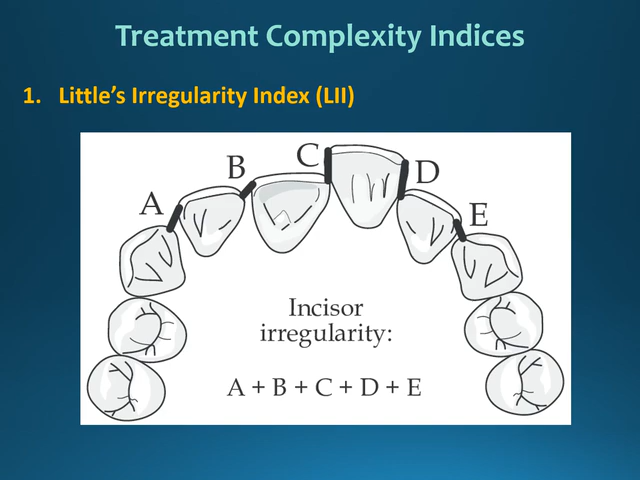 Treatment Complexity Indices
1. Little's Irregularity Index (LII)
C
B
D
A
E
Incisor
irregularity:
A + B + C + D + E